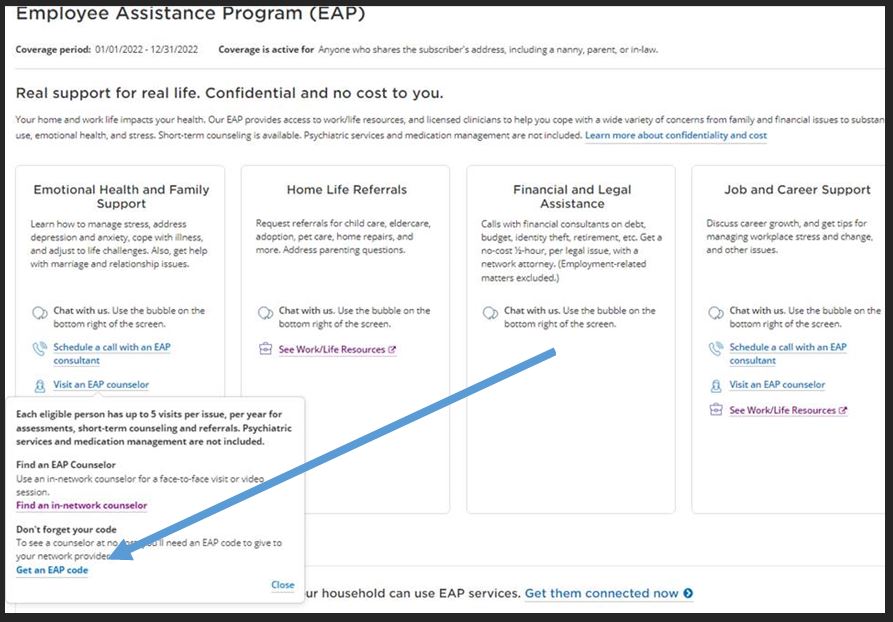 Employee Assistance Program (EAP)
Coverage period: 01/01/2022 - 12/31/2022 Coverage is active for Anyone who shares the subscriber's address, including a nanny, parent, or in-law.
Real support for real life. Confidential and no cost to you.
Your home and work life impacts your health. Our EAP provides access to work/life resources, and licensed clinicians to help you cope with a wide variety of concerns from family and financial issues to substan
use, emotional health, and stress. Short-term counseling is available. Psychiatric services and medication management are not included. Learn more about confidentiality and cost
Emotional Health and Family
Support
Learn how to manage stress, address
depression and anxiety, cope with illness,
and adjust to life challenges. Also, get help
with marriage and relationship issues.
Chat with us. Use the bubble on the
bottom right of the screen.
Schedule a call with an EAP
consultant
Visit an EAP counselor
Home Life Referrals
Request referrals for child care, eldercare,
adoption, pet care, home repairs, and
more. Address parenting questions.
Chat with us. Use the bubble on the
bottom right of the screen.
See Work/Life Resources
Financial and Legal
Assistance
Calls with financial consultants on debt,
budget, identity theft, retirement, etc. Get a
no-cost ½-hour, per legal issue, with a
network attorney. (Employment-related
matters excluded.)
Chat with us. Use the bubble on the
bottom right of the screen.
Job and Career Support
Discuss career growth, and get tips for
managing workplace stress and change,
and other issues.
Chat with us. Use the bubble on the
bottom right of the screen.
Schedule a call with an EAP
consultant
Visit an EAP counselor
See Work/Life Resources
Each eligible person has up to 5 visits per issue, per year for
assessments, short-term counseling and referrals. Psychiatric
services and medication management are not included.
Find an EAP Counselor
Use an in-network counselor for a face-to-face visit or video
session.
Find an in-network counselor
Don't forget your code
To see a counselor at no cost, you'll need an EAP code to give to
your network provider
Get an EAP code
Close
ur household can use EAP services. Get them connected now